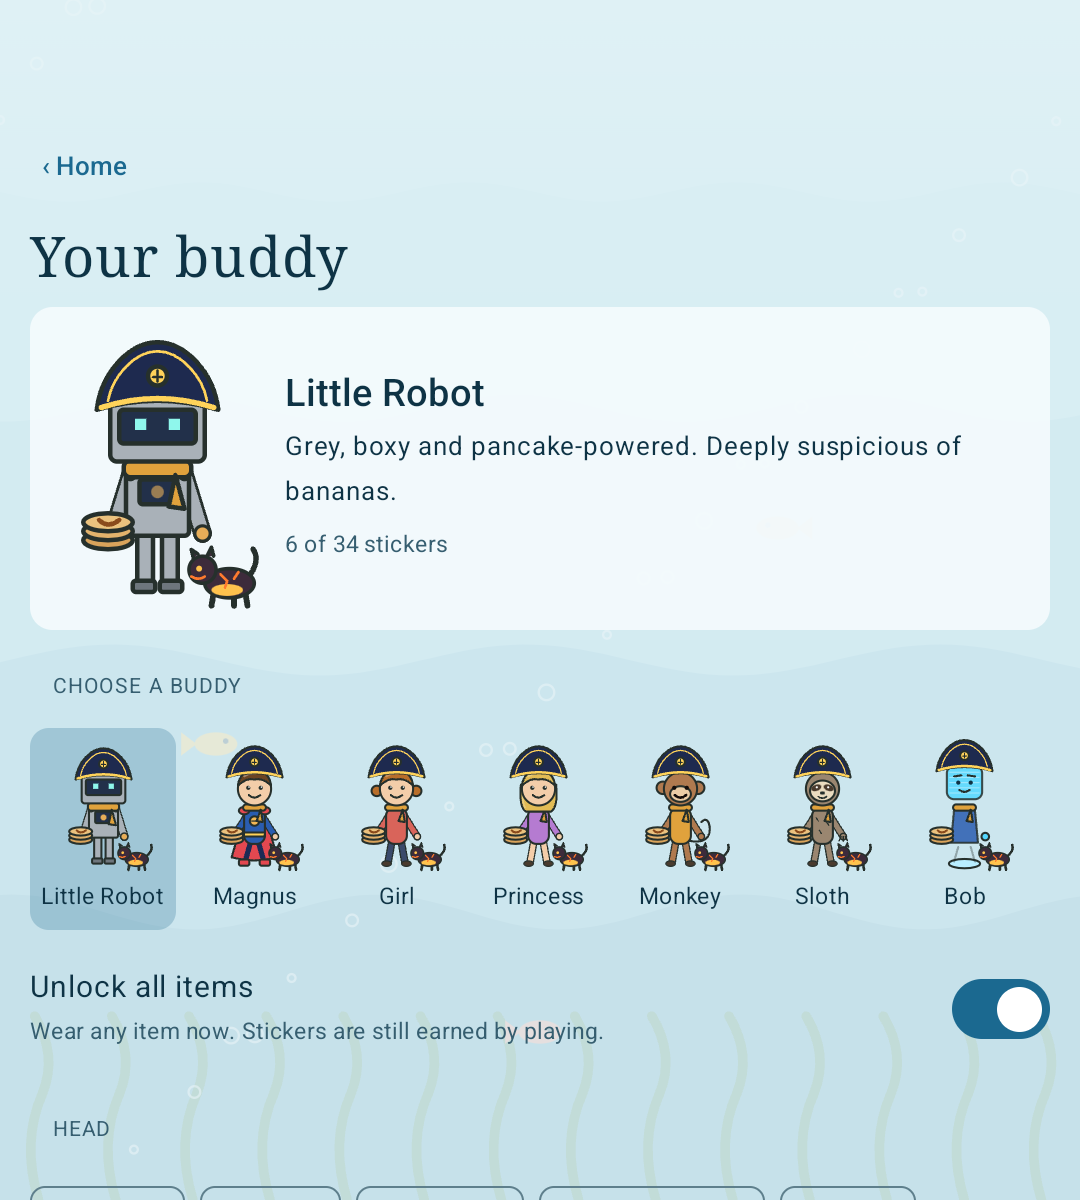 ‹ Home
Your buddy
Little Robot
Grey, boxy and pancake-powered. Deeply suspicious of
bananas.
6 of 34 stickers
CHOOSE A BUDDY
Little Robot
Magnus
Girl
Princess
Monkey
Sloth
Bob
Unlock all items
Wear any item now. Stickers are still earned by playing.
HEAD